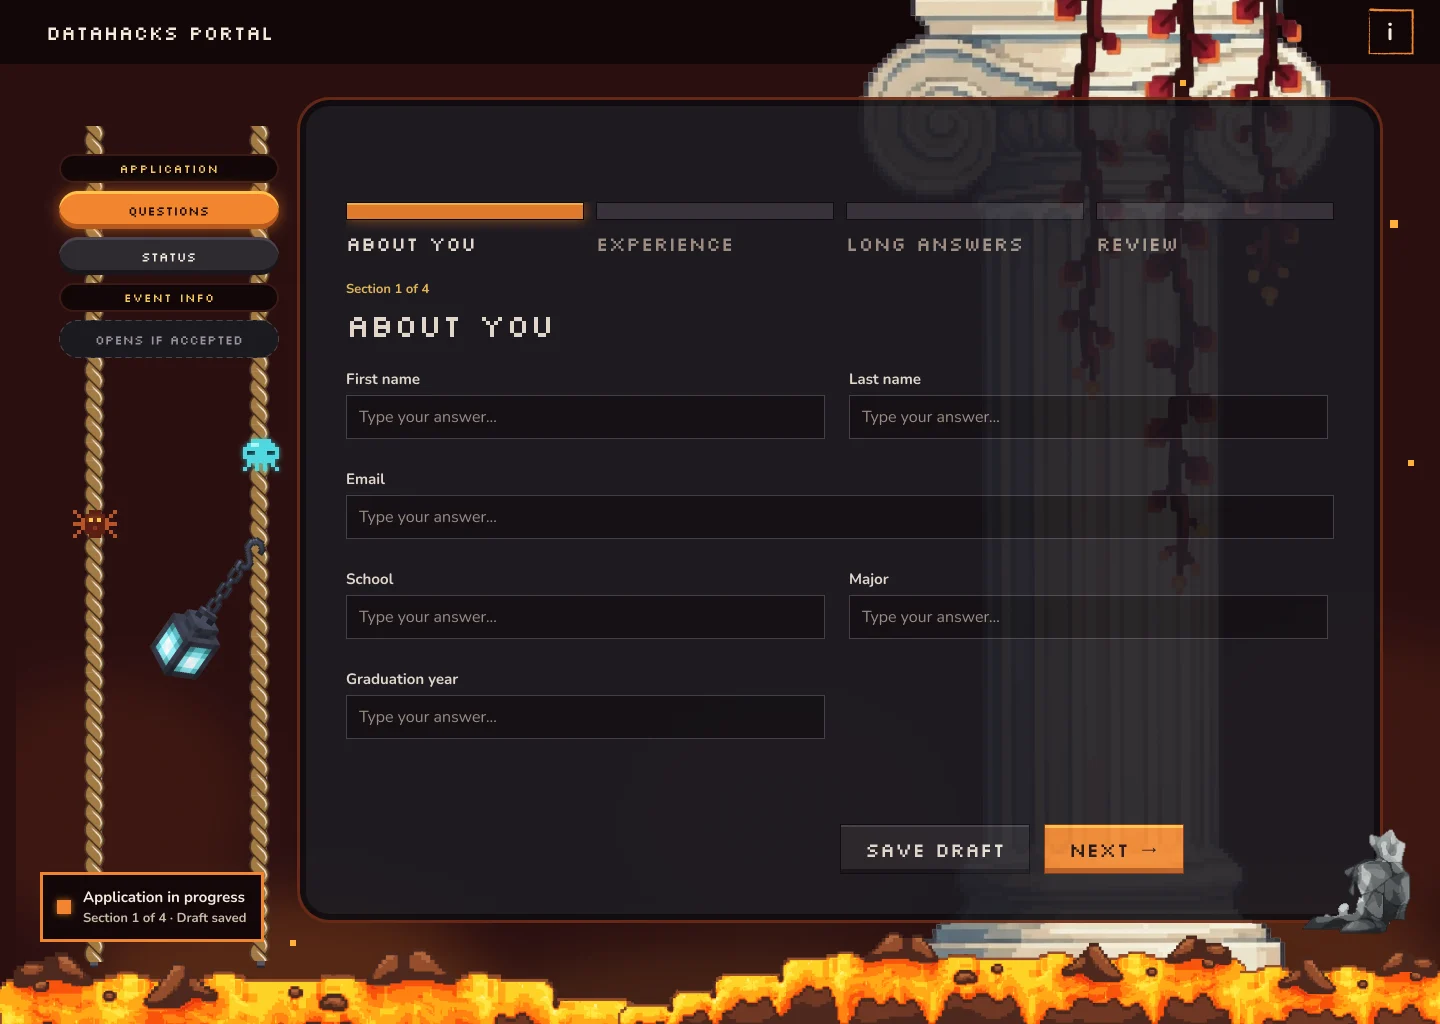 DATAHACKS PORTAL
i
APPLICATION
QUESTIONS
STATUS
EVENT INFO
OPENS IF ACCEPTED
ABOUT YOU
EXPERIENCE
LONG ANSWERS
REVIEW
Section 1 of 4
ABOUT YOU
First name
Last name
Type your answer...
Type your answer...
Email
Type your answer...
School
Major
Type your answer...
Type your answer...
Graduation year
Type your answer...
SAVE DRAFT
NEXT →
Application in progress
Section 1 of 4 · Draft saved